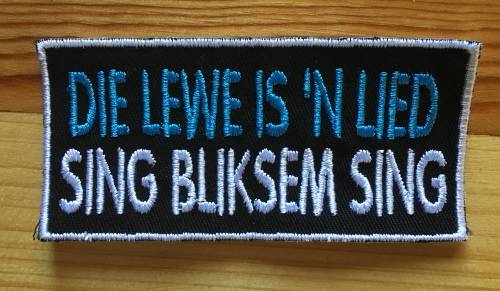 DIE LEWE IS 'N LIED
SING BLIKSEM SING